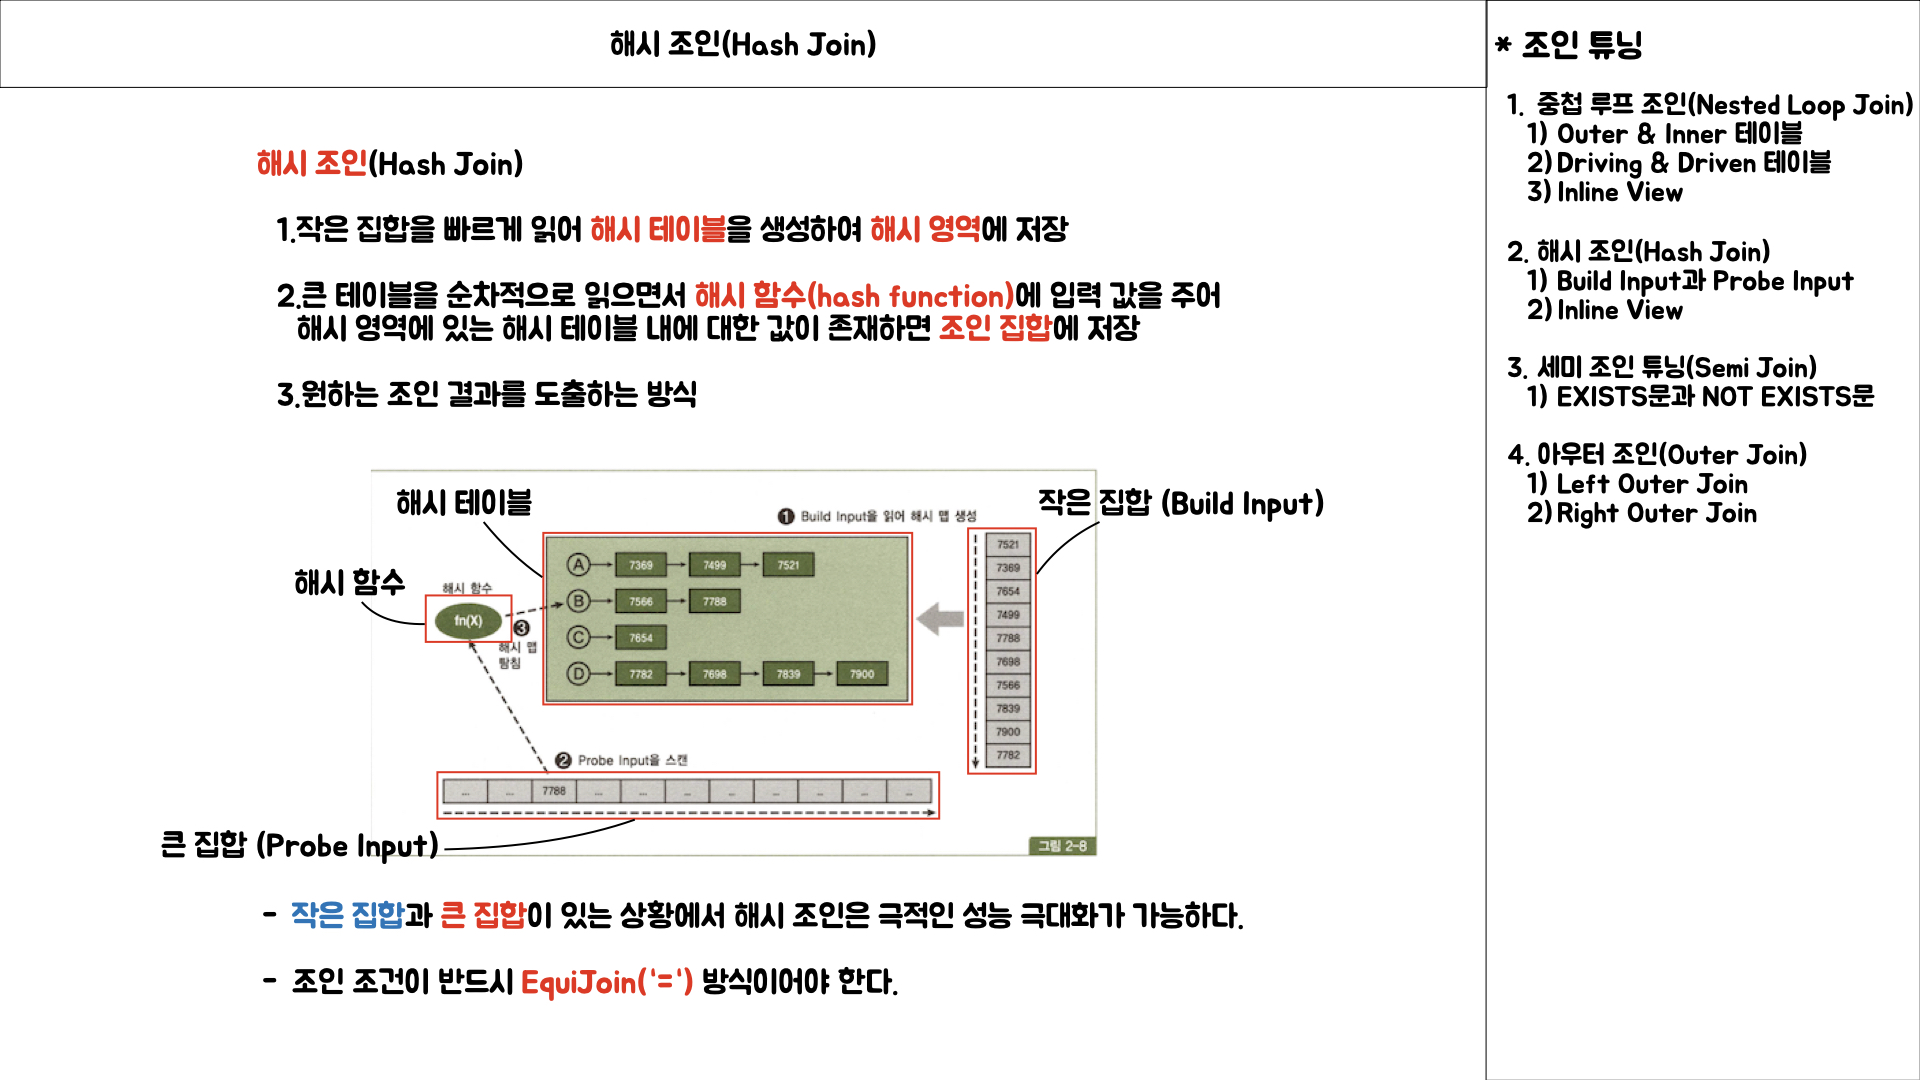 해시 조인(Hash Join)
해시 조인(Hash Join)
1.작은 집합을 빠르게 읽어 해시 테이블을 생성하여 해시 영역에 저장
2.큰 테이블을 순차적으로 읽으면서 해시 함수(hash function)에 입력 값을 주어
해시 영역에 있는 해시 테이블 내에 대한 값이 존재하면 조인 집합에 저장
3.원하는 조인 결과를 도출하는 방식
해시 테이블
❶ Build Input을 읽어 해시 맵 생성
작은 집합 (Build Input)
해시 함수
해시 함수
fn(X)
❸
해시 맵
탐침
A 7369 7499 7521
B 7566 7788
C 7654
D 7782 7698 7839 7900
7521
7369
7654
7499
7788
7698
7566
7839
7900
7782
❷ Probe Input을 스캔
... ... 7788 ... ... ... ... ... ... ... ...
큰 집합 (Probe Input)
그림 2-8
- 작은 집합과 큰 집합이 있는 상황에서 해시 조인은 극적인 성능 극대화가 가능하다.
- 조인 조건이 반드시 EquiJoin('=') 방식이어야 한다.
* 조인 튜닝
1. 중첩 루프 조인(Nested Loop Join)
1) Outer & Inner 테이블
2) Driving & Driven 테이블
3) Inline View
2. 해시 조인(Hash Join)
1) Build Input과 Probe Input
2) Inline View
3. 세미 조인 튜닝(Semi Join)
1) EXISTS문과 NOT EXISTS문
4. 아우터 조인(Outer Join)
1) Left Outer Join
2) Right Outer Join